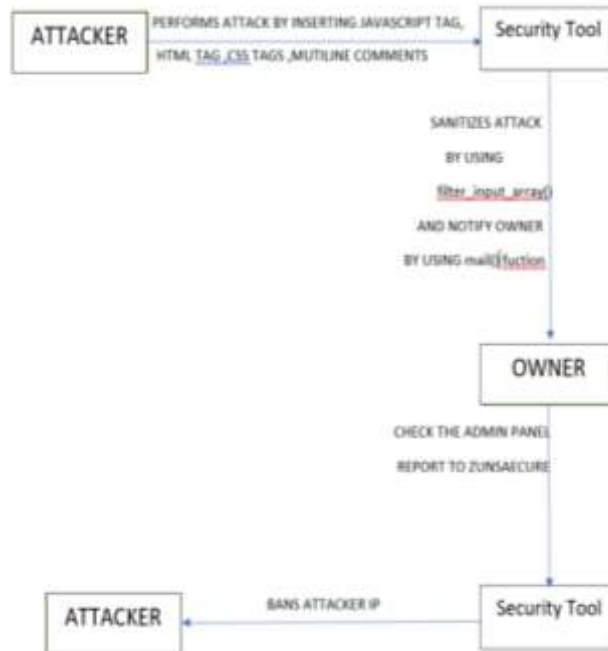 ATTACKER
PERFORMS ATTACK BY INSERTING JAVASCRIPT TAG,
HTML TAG ,CSS TAGS ,MUTILINE COMMENTS
Security Tool
SANITIZES ATTACK
BY USING
filter_input_array()
AND NOTIFY OWNER
BY USING mail() fuction
OWNER
CHECK THE ADMIN PANEL
REPORT TO ZUNSAECURE
Security Tool
BANS ATTACKER IP
ATTACKER